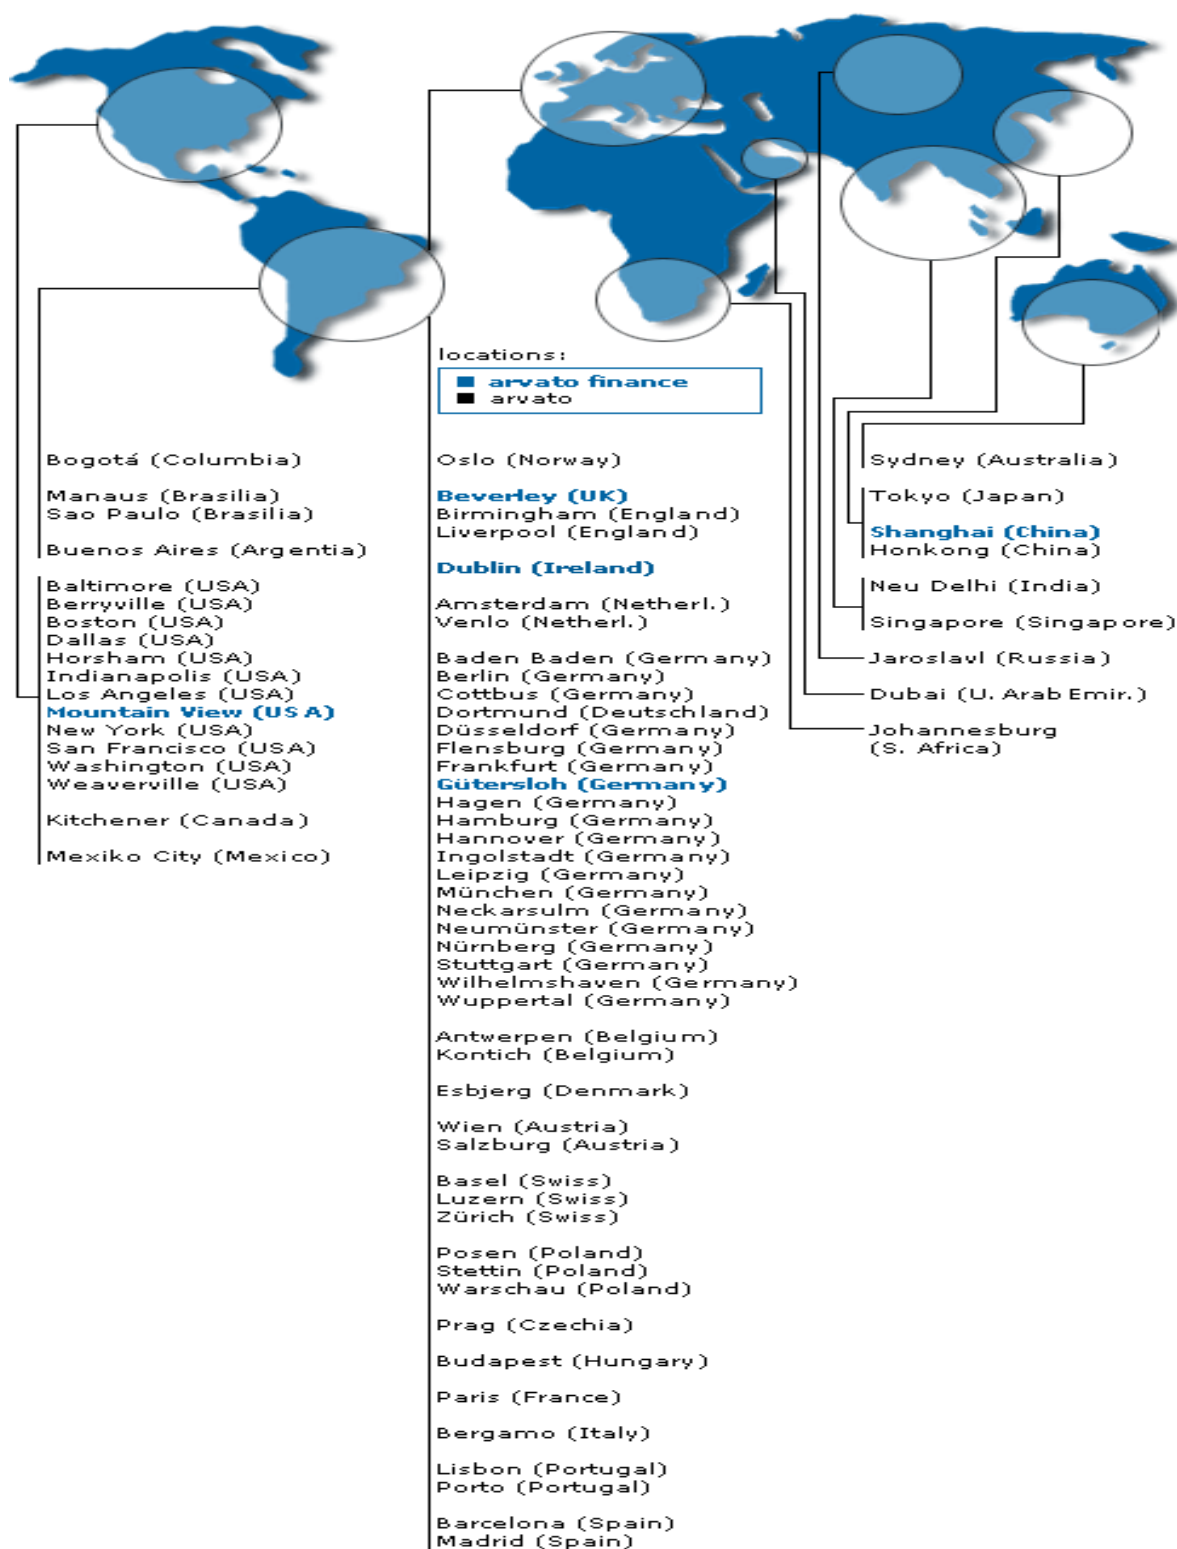 locations:
arvato finance
arvato
Bogotá (Columbia)
Manaus (Brasilia)
Sao Paulo (Brasilia)
Buenos Aires (Argentia)
Baltimore (USA)
Berryville (USA)
Boston (USA)
Dallas (USA)
Horsham (USA)
Indianapolis (USA)
Los Angeles (USA)
Mountain View (USA)
New York (USA)
San Francisco (USA)
Washington (USA)
Weaverville (USA)
Kitchener (Canada)
Mexiko City (Mexico)
Oslo (Norway)
Beverley (UK)
Birmingham (England)
Liverpool (England)
Dublin (Ireland)
Amsterdam (Netherl.)
Venlo (Netherl.)
Baden Baden (Germany)
Berlin (Germany)
Cottbus (Germany)
Dortmund (Deutschland)
Düsseldorf (Germany)
Flensburg (Germany)
Frankfurt (Germany)
Gütersloh (Germany)
Hagen (Germany)
Hamburg (Germany)
Hannover (Germany)
Ingolstadt (Germany)
Leipzig (Germany)
München (Germany)
Neckarsulm (Germany)
Neumünster (Germany)
Nürnberg (Germany)
Stuttgart (Germany)
Wilhelmshaven (Germany)
Wuppertal (Germany)
Antwerpen (Belgium)
Kontich (Belgium)
Esbjerg (Denmark)
Wien (Austria)
Salzburg (Austria)
Basel (Swiss)
Luzern (Swiss)
Zürich (Swiss)
Posen (Poland)
Stettin (Poland)
Warschau (Poland)
Prag (Czechia)
Budapest (Hungary)
Paris (France)
Bergamo (Italy)
Lisbon (Portugal)
Porto (Portugal)
Barcelona (Spain)
Madrid (Spain)
Sydney (Australia)
Tokyo (Japan)
Shanghai (China)
Honkong (China)
Neu Delhi (India)
Singapore (Singapore)
Jaroslavl (Russia)
Dubai (U. Arab Emir.)
Johannesburg
(S. Africa)